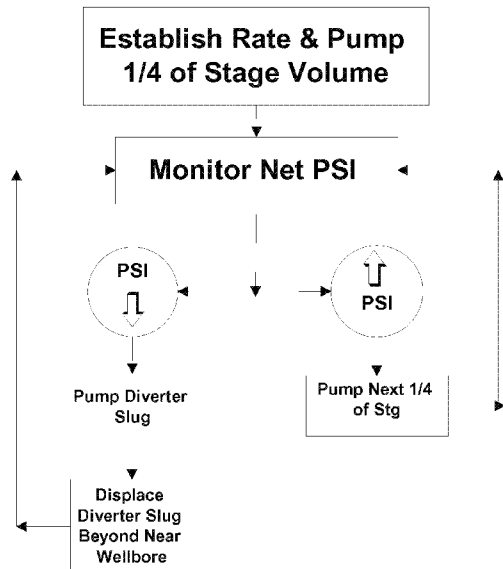 Establish Rate & Pump
1/4 of Stage Volume
Monitor Net PSI
PSI
PSI
Pump Diverter
Slug
Pump Next 1/4
of Stg
Displace
Diverter Slug
Beyond Near
Wellbore